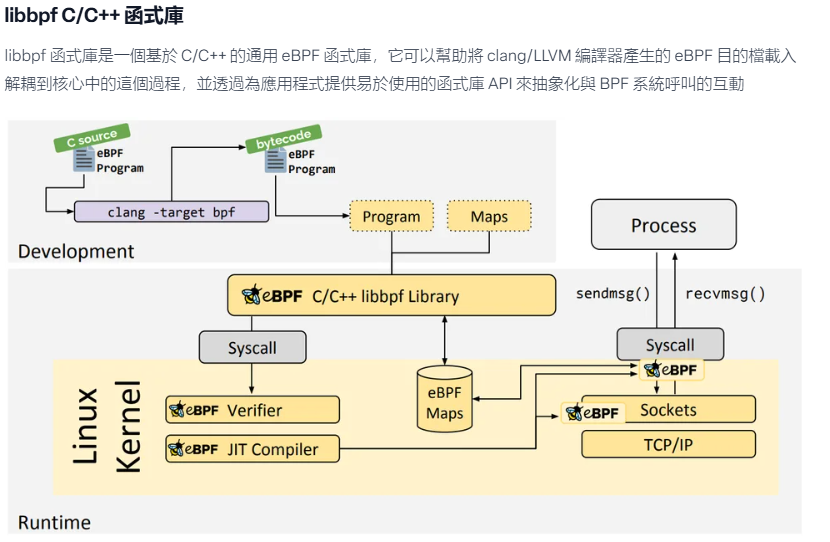 libbpf C/C++ 函式庫
libbpf 函式庫是一個基於 C/C++ 的通用 eBPF 函式庫，它可以幫助將 clang/LLVM 編譯器產生的 eBPF 目的檔載入
解耦到核心中的這個過程，並透過為應用程式提供易於使用的函式庫 API 來抽象化與 BPF 系統呼叫的互動
C source
eBPF
Program
bytecode
eBPF
Program
clang -target bpf
Program
Maps
Development
Process
eBPF C/C++ libbpf Library
sendmsg()
recvmsg()
Syscall
Syscall
eBPF
Linux
Kernel
eBPF Verifier
eBPF
Maps
eBPF
Sockets
eBPF JIT Compiler
TCP/IP
Runtime